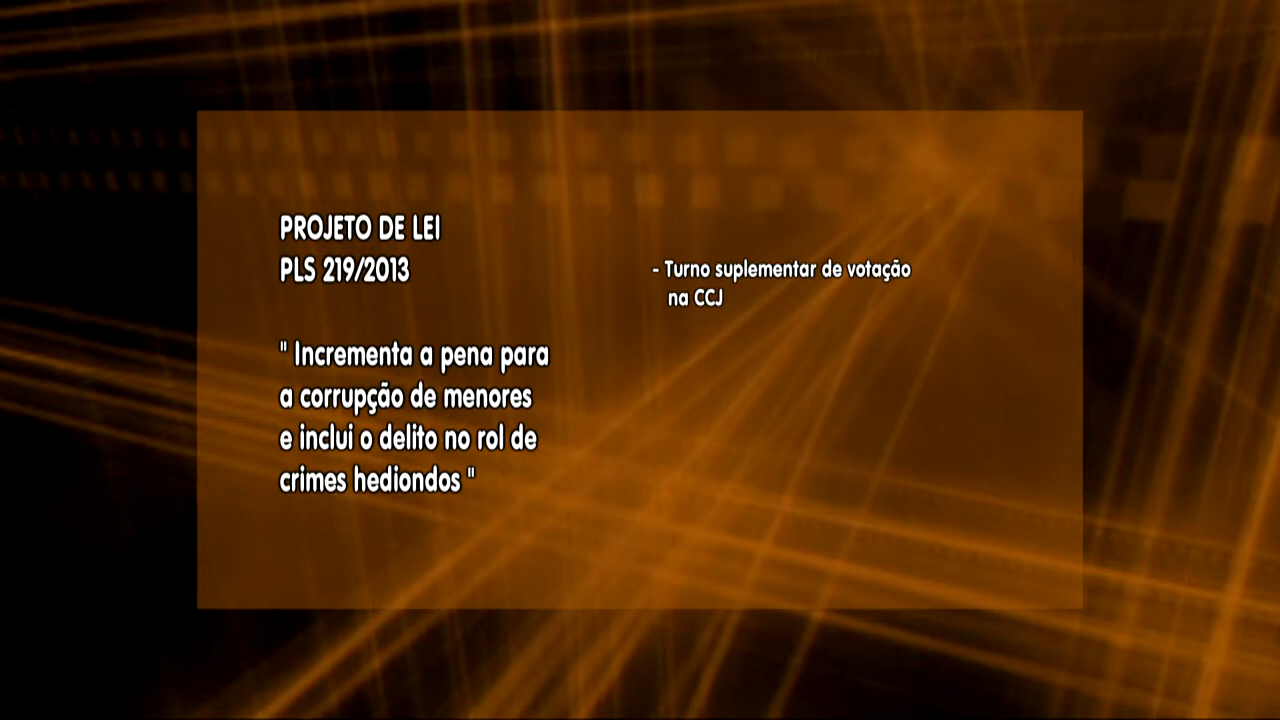 PROJETO DE LEI
PLS 219/2013
" Incrementa a pena para
a corrupção de menores
e inclui o delito no rol de
crimes hediondos "
- Turno suplementar de votação
na CCJ